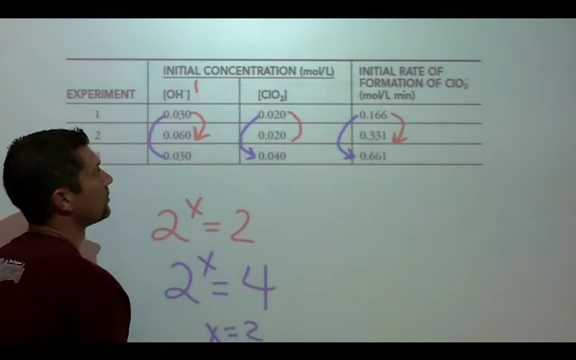 INITIAL CONCENTRATION (mol/L)
INITIAL RATE OF
FORMATION OF ClO₂⁻
EXPERIMENT [OH⁻] 1 [ClO₂] (mol/L min)
1 0.030 0.020 0.166
2 0.060 0.020 0.331
0.030 0.040 0.661
2ˣ = 2
2ˣ = 4
x = 2